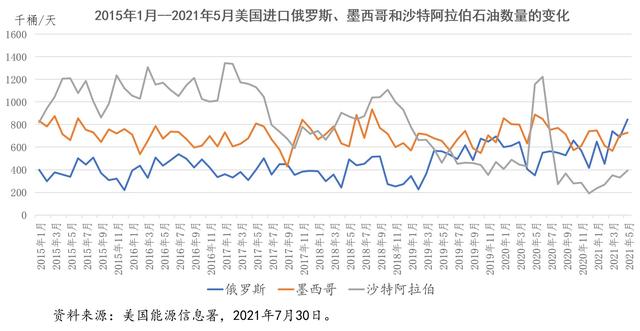 2015年1月—2021年5月美国进口俄罗斯、墨西哥和沙特阿拉伯石油数量的变化
千桶/天
1600
1400
1200
1000
800
600
400
200
0
2015年1月
2015年3月
2015年5月
2015年7月
2015年9月
2015年11月
2016年1月
2016年3月
2016年5月
2016年7月
2016年9月
2016年11月
2017年1月
2017年3月
2017年5月
2017年7月
2017年9月
2017年11月
2018年1月
2018年3月
2018年5月
2018年7月
2018年9月
2018年11月
2019年1月
2019年3月
2019年5月
2019年7月
2019年9月
2019年11月
2020年1月
2020年3月
2020年5月
2020年7月
2020年9月
2020年11月
2021年1月
2021年3月
2021年5月
俄罗斯 墨西哥 沙特阿拉伯
资料来源：美国能源信息署，2021年7月30日。